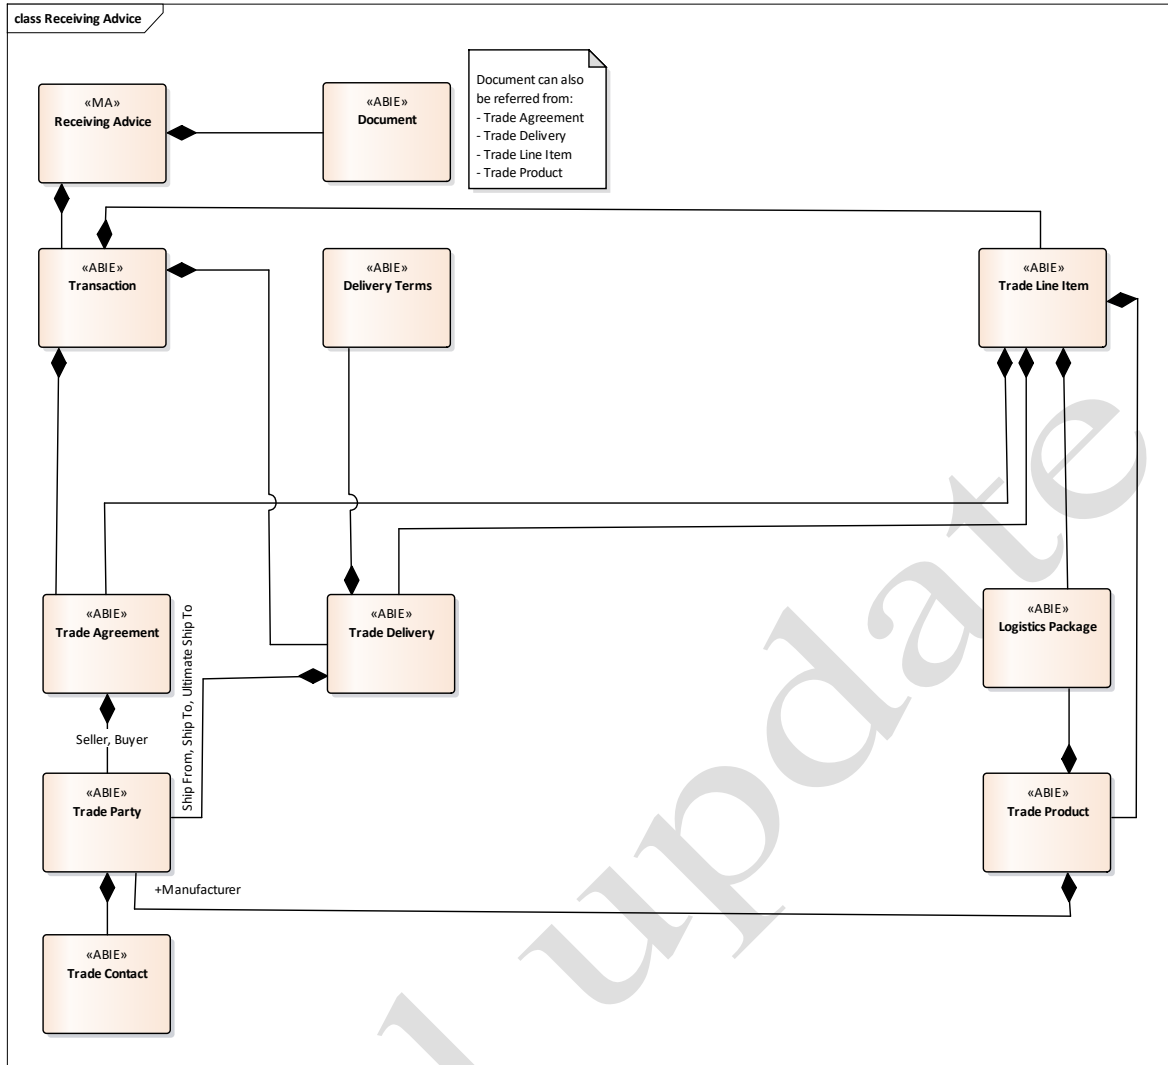 class Receiving Advice
«MA»
Receiving Advice
«ABIE»
Document
Document can also
be referred from:
- Trade Agreement
- Trade Delivery
- Trade Line Item
- Trade Product
«ABIE»
Transaction
«ABIE»
Delivery Terms
«ABIE»
Trade Line Item
«ABIE»
Trade Agreement
Ship From, Ship To, Ultimate Ship To
«ABIE»
Trade Delivery
«ABIE»
Logistics Package
Seller, Buyer
«ABIE»
Trade Party
«ABIE»
Trade Product
+Manufacturer
«ABIE»
Trade Contact
update